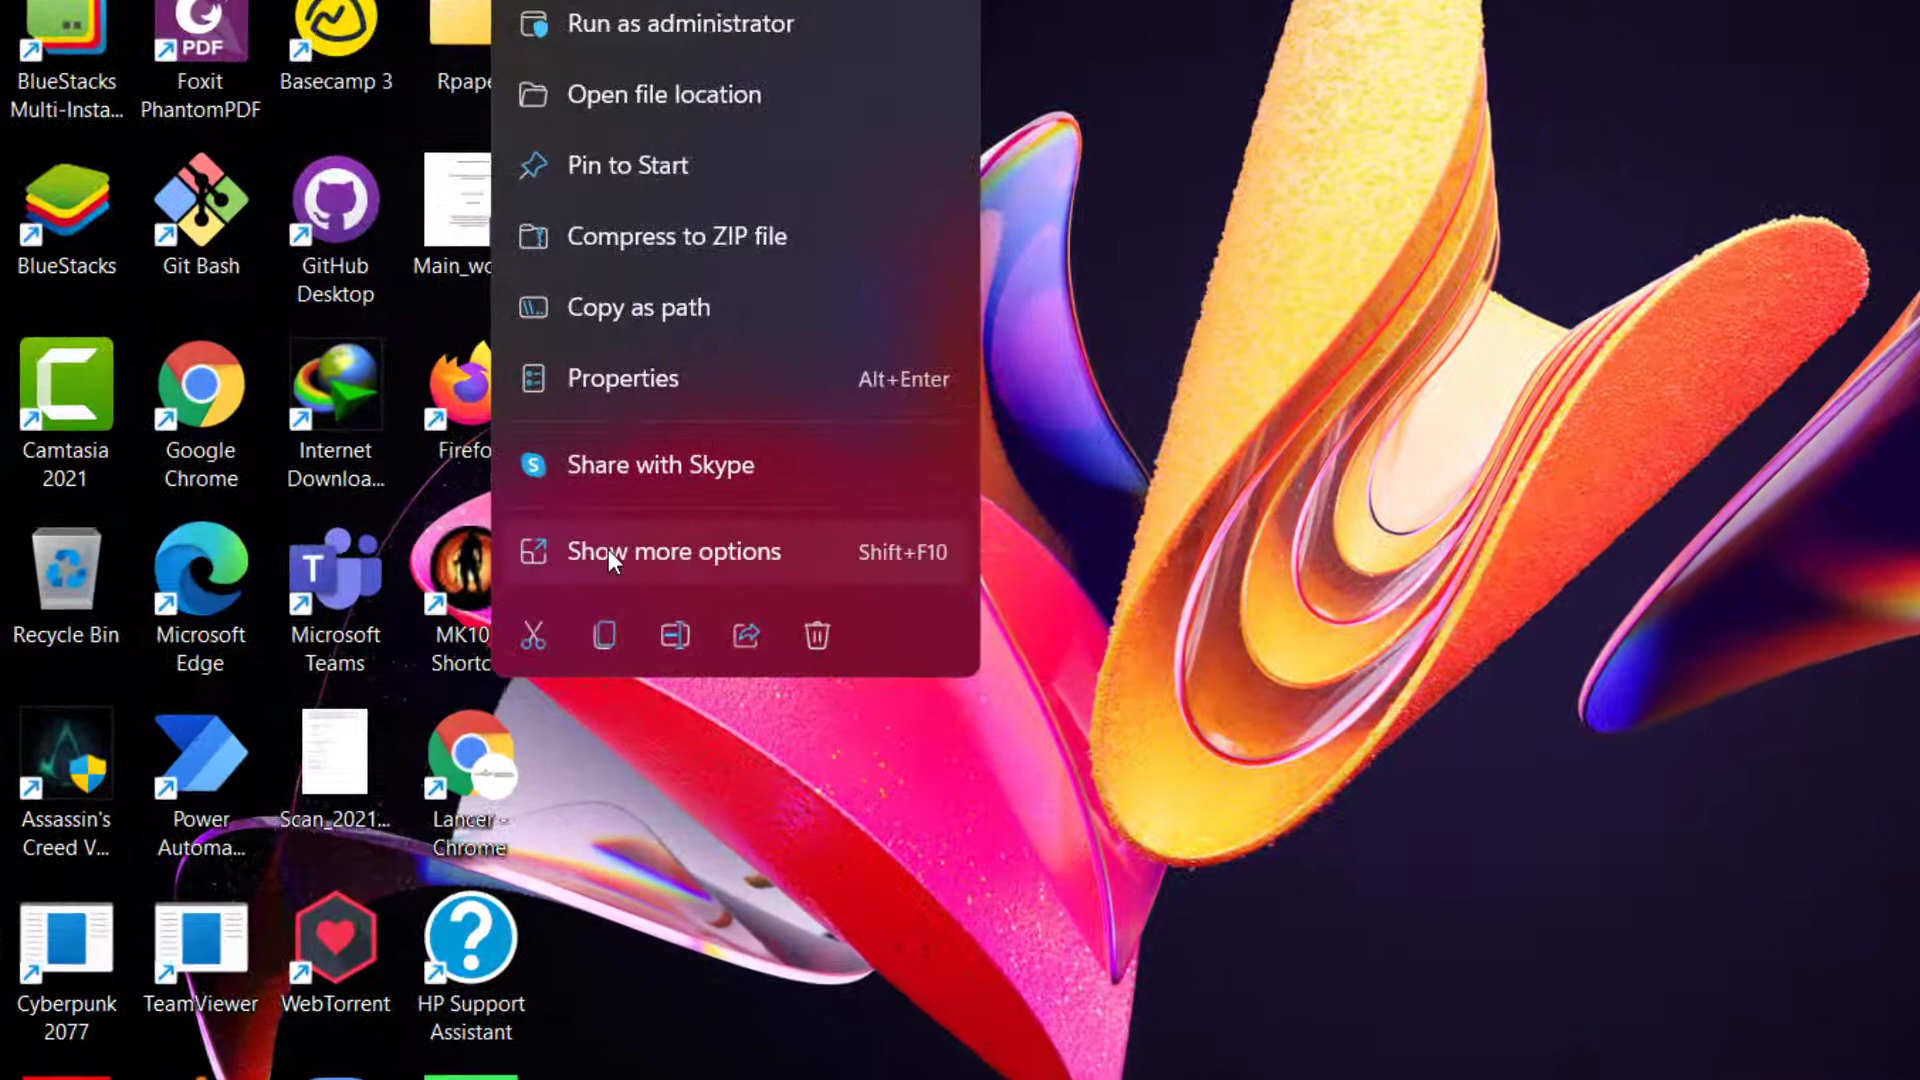 BlueStacks
Multi-Insta...
PDF
Foxit
PhantomPDF
Basecamp 3
Rpape
BlueStacks
Git Bash
GitHub
Desktop
Main_wo
Camtasia
2021
Google
Chrome
Internet
Downloa...
Firefo
Recycle Bin
Microsoft
Edge
T
Microsoft
Teams
MK10
Shortc
Assassin's
Creed V...
Power
Automa...
Scan_2021...
Lancer -
Chrome
Cyberpunk
2077
TeamViewer
WebTorrent
?
HP Support
Assistant
Run as administrator
Open file location
Pin to Start
Compress to ZIP file
Copy as path
Properties Alt+Enter
S
Share with Skype
Show more options Shift+F10